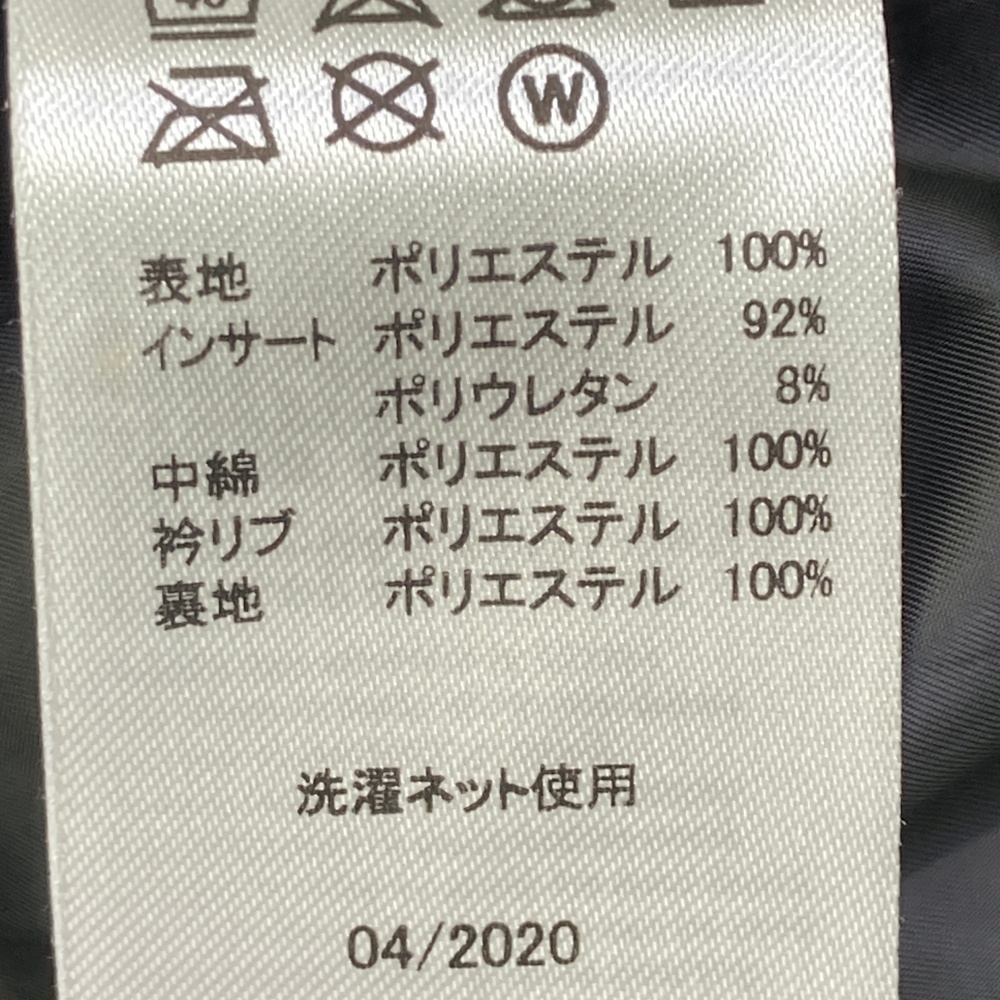 40
W
表地 ポリエステル 100%
インサート ポリエステル 92%
ポリウレタン 8%
中綿 ポリエステル 100%
衿リブ ポリエステル 100%
裏地 ポリエステル 100%
洗濯ネット使用
04/2020